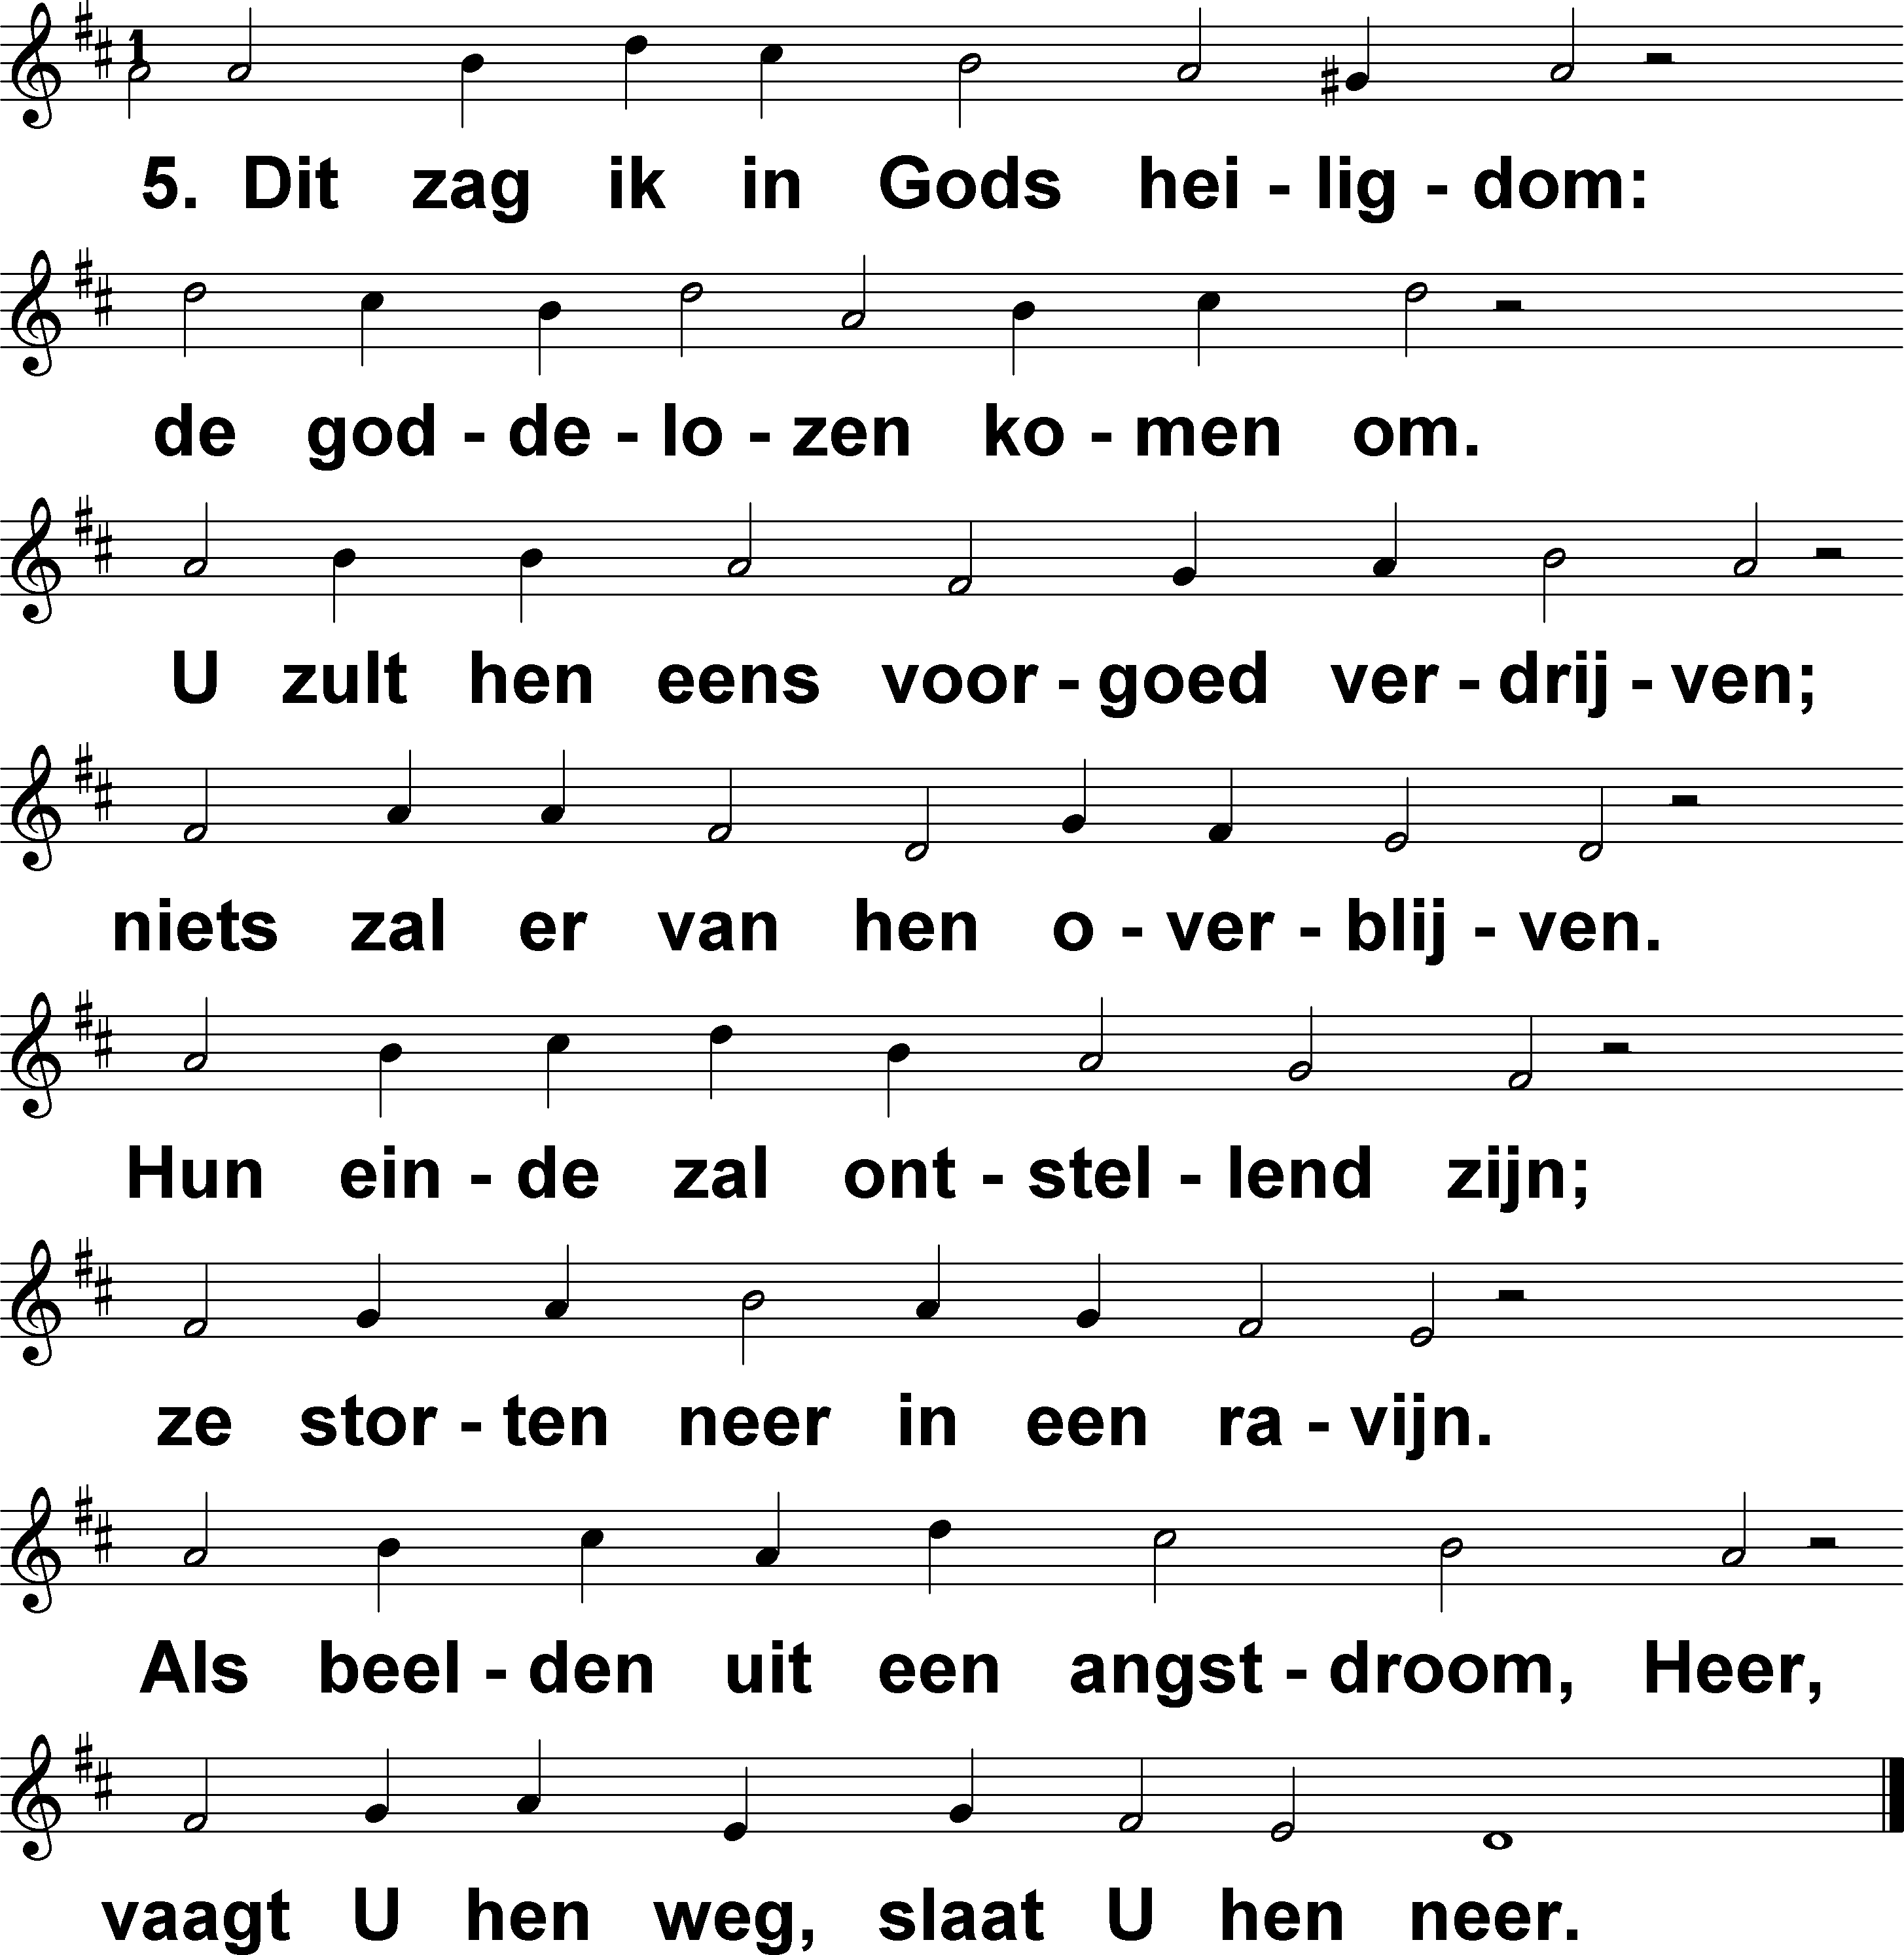 5. Dit zag ik in Gods hei - lig - dom:
de god - de - lo - zen ko - men om.
U zult hen eens voor - goed ver - drij - ven;
niets zal er van hen o - ver - blij - ven.
Hun ein - de zal ont - stel - lend zijn;
ze stor - ten neer in een ra - vijn.
Als beel - den uit een angst - droom, Heer,
vaagt U hen weg, slaat U hen neer.